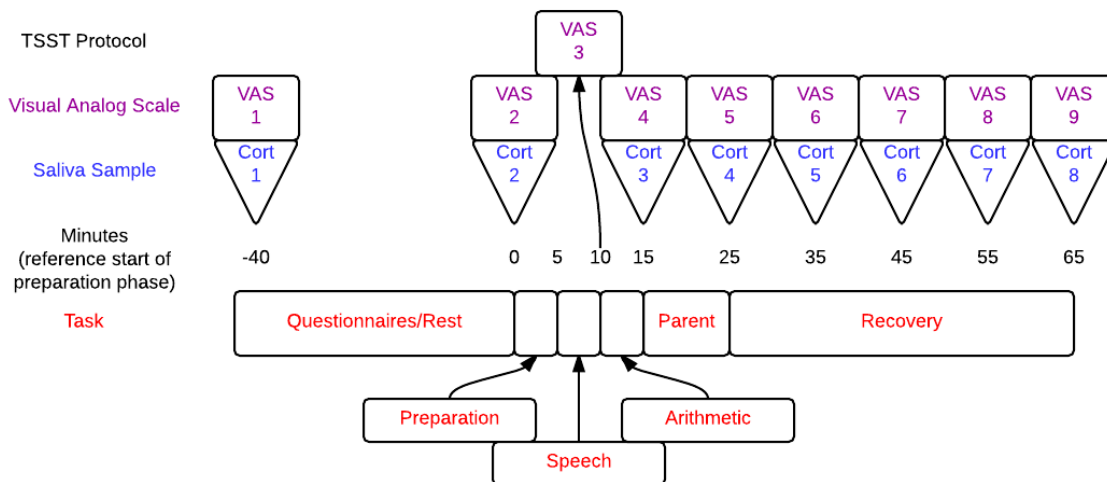 TSST Protocol
VAS
3
Visual Analog Scale
VAS
1
VAS
2
VAS
4
VAS
5
VAS
6
VAS
7
VAS
8
VAS
9
Saliva Sample
Cort
1
Cort
2
Cort
3
Cort
4
Cort
5
Cort
6
Cort
7
Cort
8
Minutes
(reference start of
preparation phase)
-40 0 5 10 15 25 35 45 55 65
Task
Questionnaires/Rest
Parent
Recovery
Preparation
Arithmetic
Speech